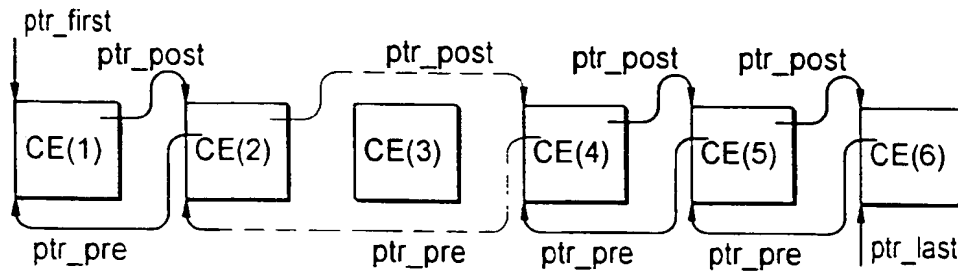 ptr_first
ptr_post ptr_post ptr_post ptr_post
CE(1) CE(2) CE(3) CE(4) CE(5) CE(6)
ptr_pre ptr_pre ptr_pre ptr_last